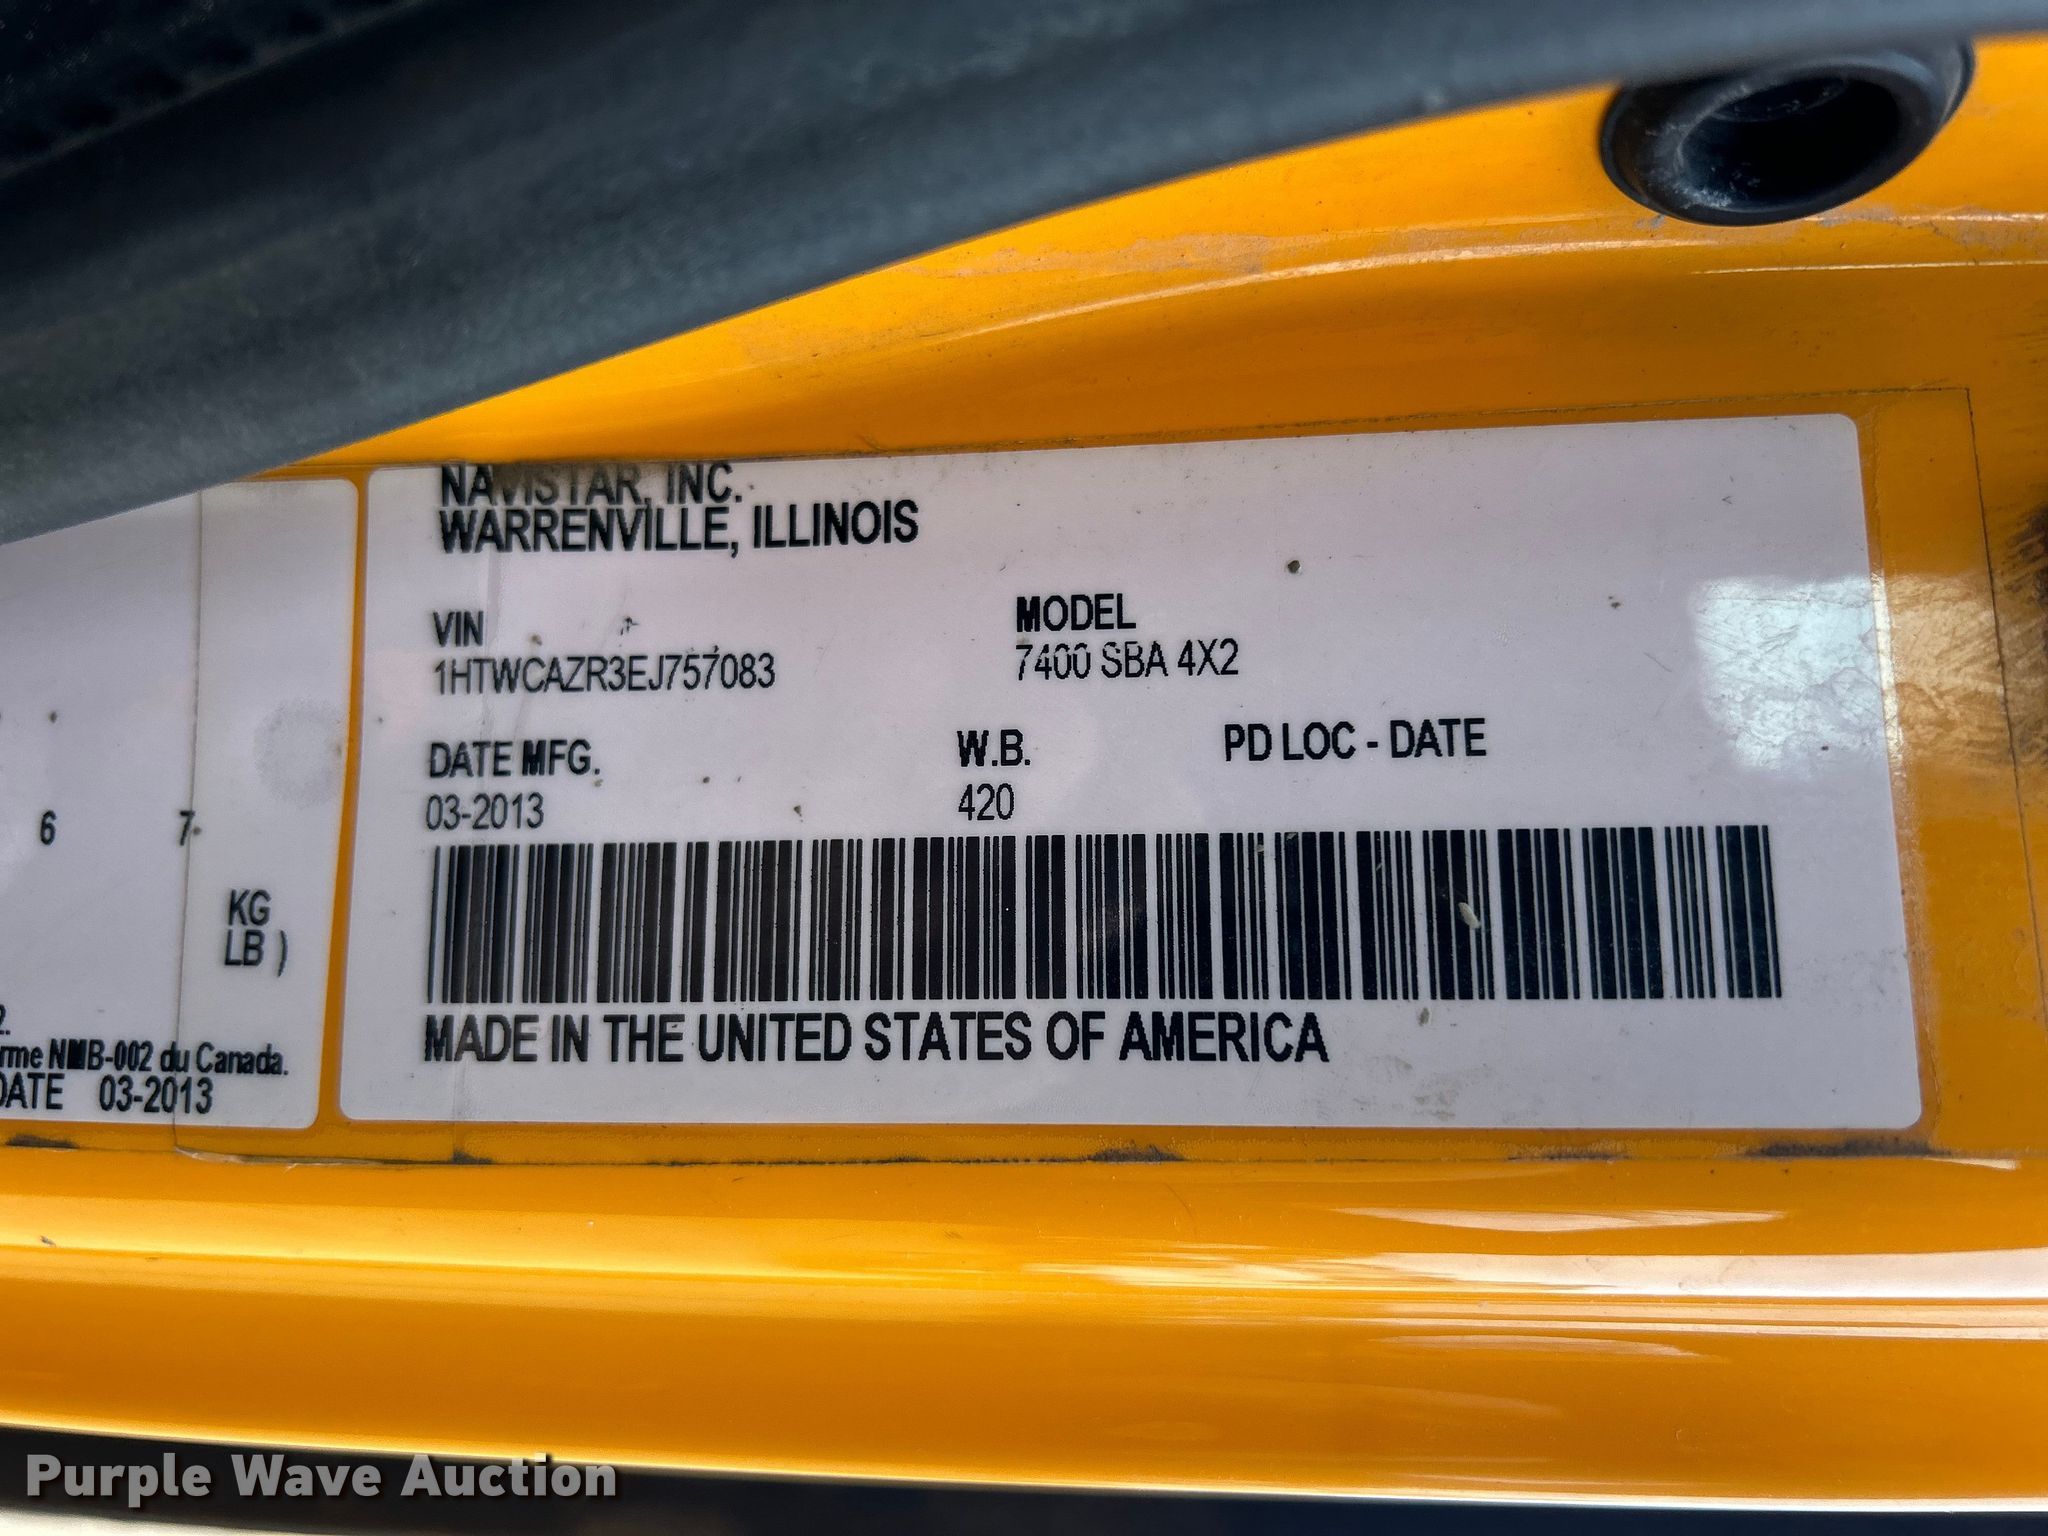 NAVISTAR, INC.
WARRENVILLE, ILLINOIS
VIN
1HTWCAZR3EJ757083
MODEL
7400 SBA 4X2
DATE MFG.
03-2013
W.B.
420
PD LOC - DATE
MADE IN THE UNITED STATES OF AMERICA
6 7
KG
LB )
2.
rme NMB-002 du Canada.
DATE 03-2013
Purple Wave Auction